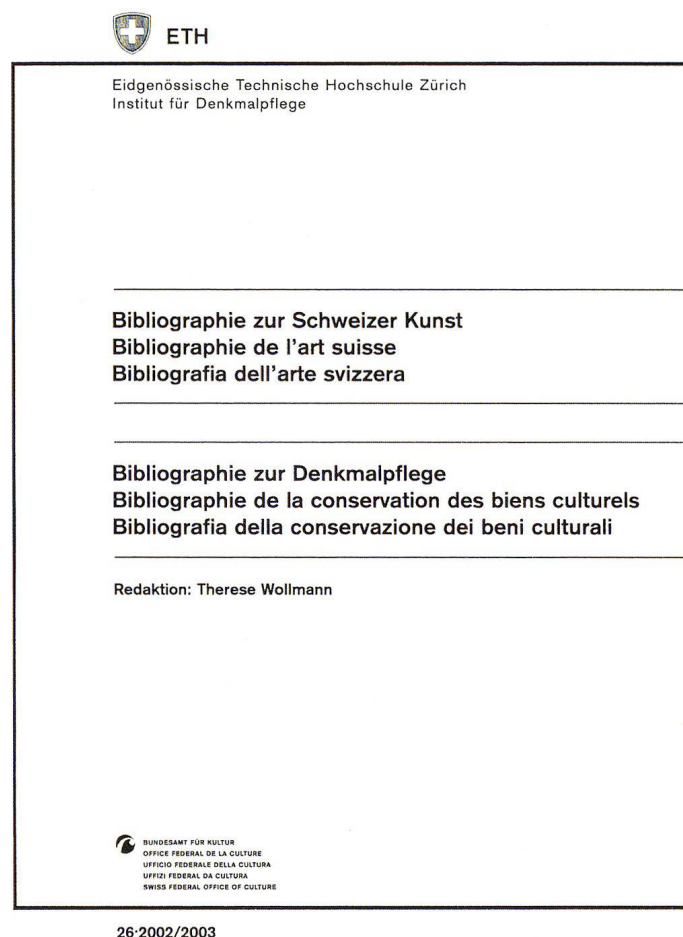 ETH
Eidgenössische Technische Hochschule Zürich
Institut für Denkmalpflege
Bibliographie zur Schweizer Kunst
Bibliographie de l'art suisse
Bibliografia dell'arte svizzera
Bibliographie zur Denkmalpflege
Bibliographie de la conservation des biens culturels
Bibliografia della conservazione dei beni culturali
Redaktion: Therese Wollmann
BUNDESAMT FÜR KULTUR
OFFICE FEDERAL DE LA CULTURE
UFFICIO FEDERALE DELLA CULTURA
UFFIZI FEDERAL DA CULTURA
SWISS FEDERAL OFFICE OF CULTURE
26·2002/2003